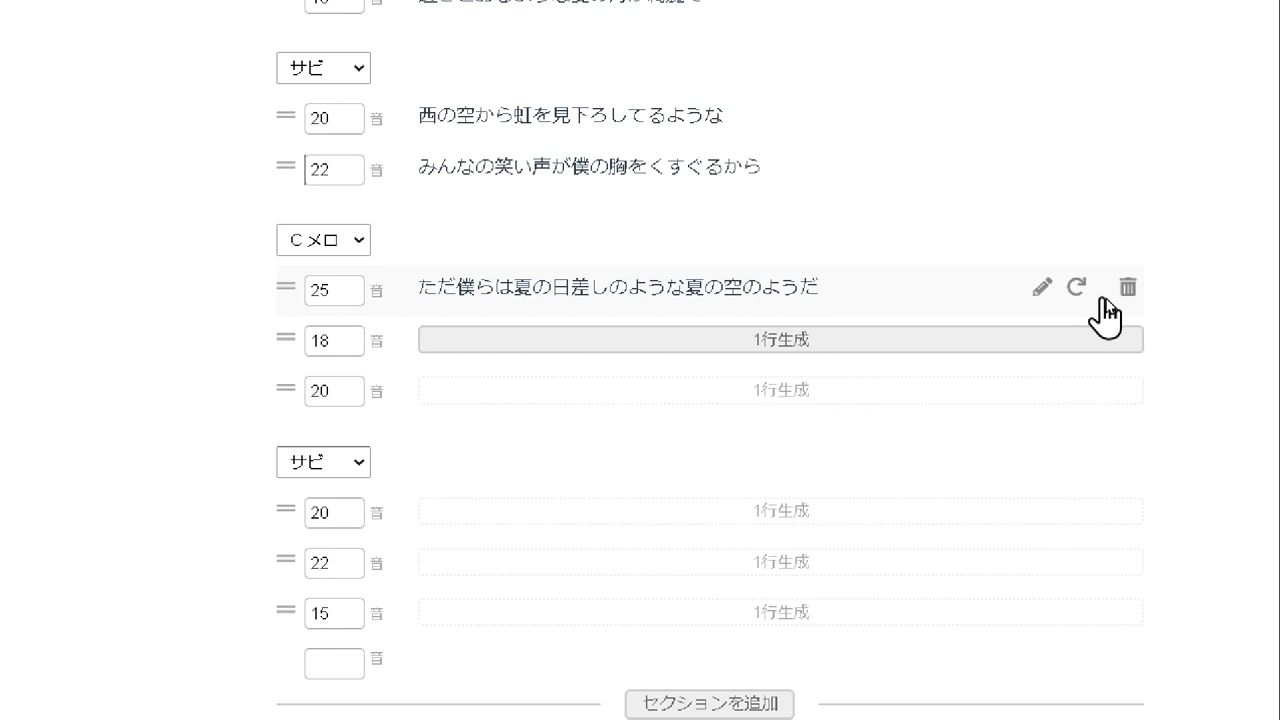 サビ
20 音 西の空から虹を見下ろしてるような
22 音 みんなの笑い声が僕の胸をくすぐるから
Cメロ
25 音 ただ僕らは夏の日差しのような夏の空のようだ
18 音 1行生成
20 音 1行生成
サビ
20 音 1行生成
22 音 1行生成
15 音 1行生成
音
セクションを追加